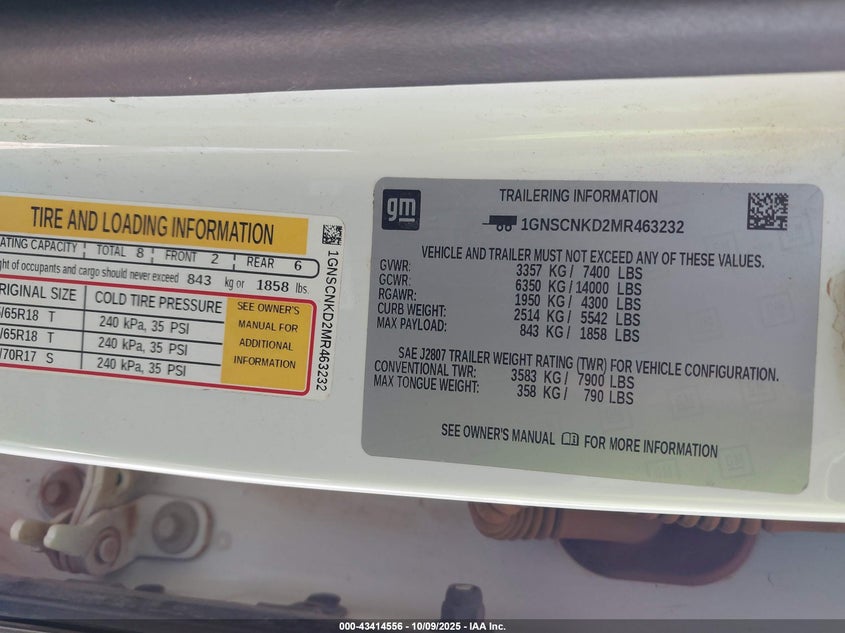 TIRE AND LOADING INFORMATION
ATING CAPACITY TOTAL 8 FRONT 2 REAR 6
ght of occupants and cargo should never exceed 843 kg or 1858 lbs.
RIGINAL SIZE COLD TIRE PRESSURE
/65R18 T 240 kPa, 35 PSI
/65R18 T 240 kPa, 35 PSI
/70R17 S 240 kPa, 35 PSI
SEE OWNER'S
MANUAL FOR
ADDITIONAL
INFORMATION
1GNSCNKD2MR463232
gm
TRAILERING INFORMATION
1GNSCNKD2MR463232
VEHICLE AND TRAILER MUST NOT EXCEED ANY OF THESE VALUES.
GVWR: 3357 KG / 7400 LBS
GCWR: 6350 KG / 14000 LBS
RGAWR: 1950 KG / 4300 LBS
CURB WEIGHT: 2514 KG / 5542 LBS
MAX PAYLOAD: 843 KG / 1858 LBS
SAE J2807 TRAILER WEIGHT RATING (TWR) FOR VEHICLE CONFIGURATION.
CONVENTIONAL TWR: 3583 KG / 7900 LBS
MAX TONGUE WEIGHT: 358 KG / 790 LBS
SEE OWNER'S MANUAL FOR MORE INFORMATION
000-43414556 - 10/09/2025 - IAA Inc.